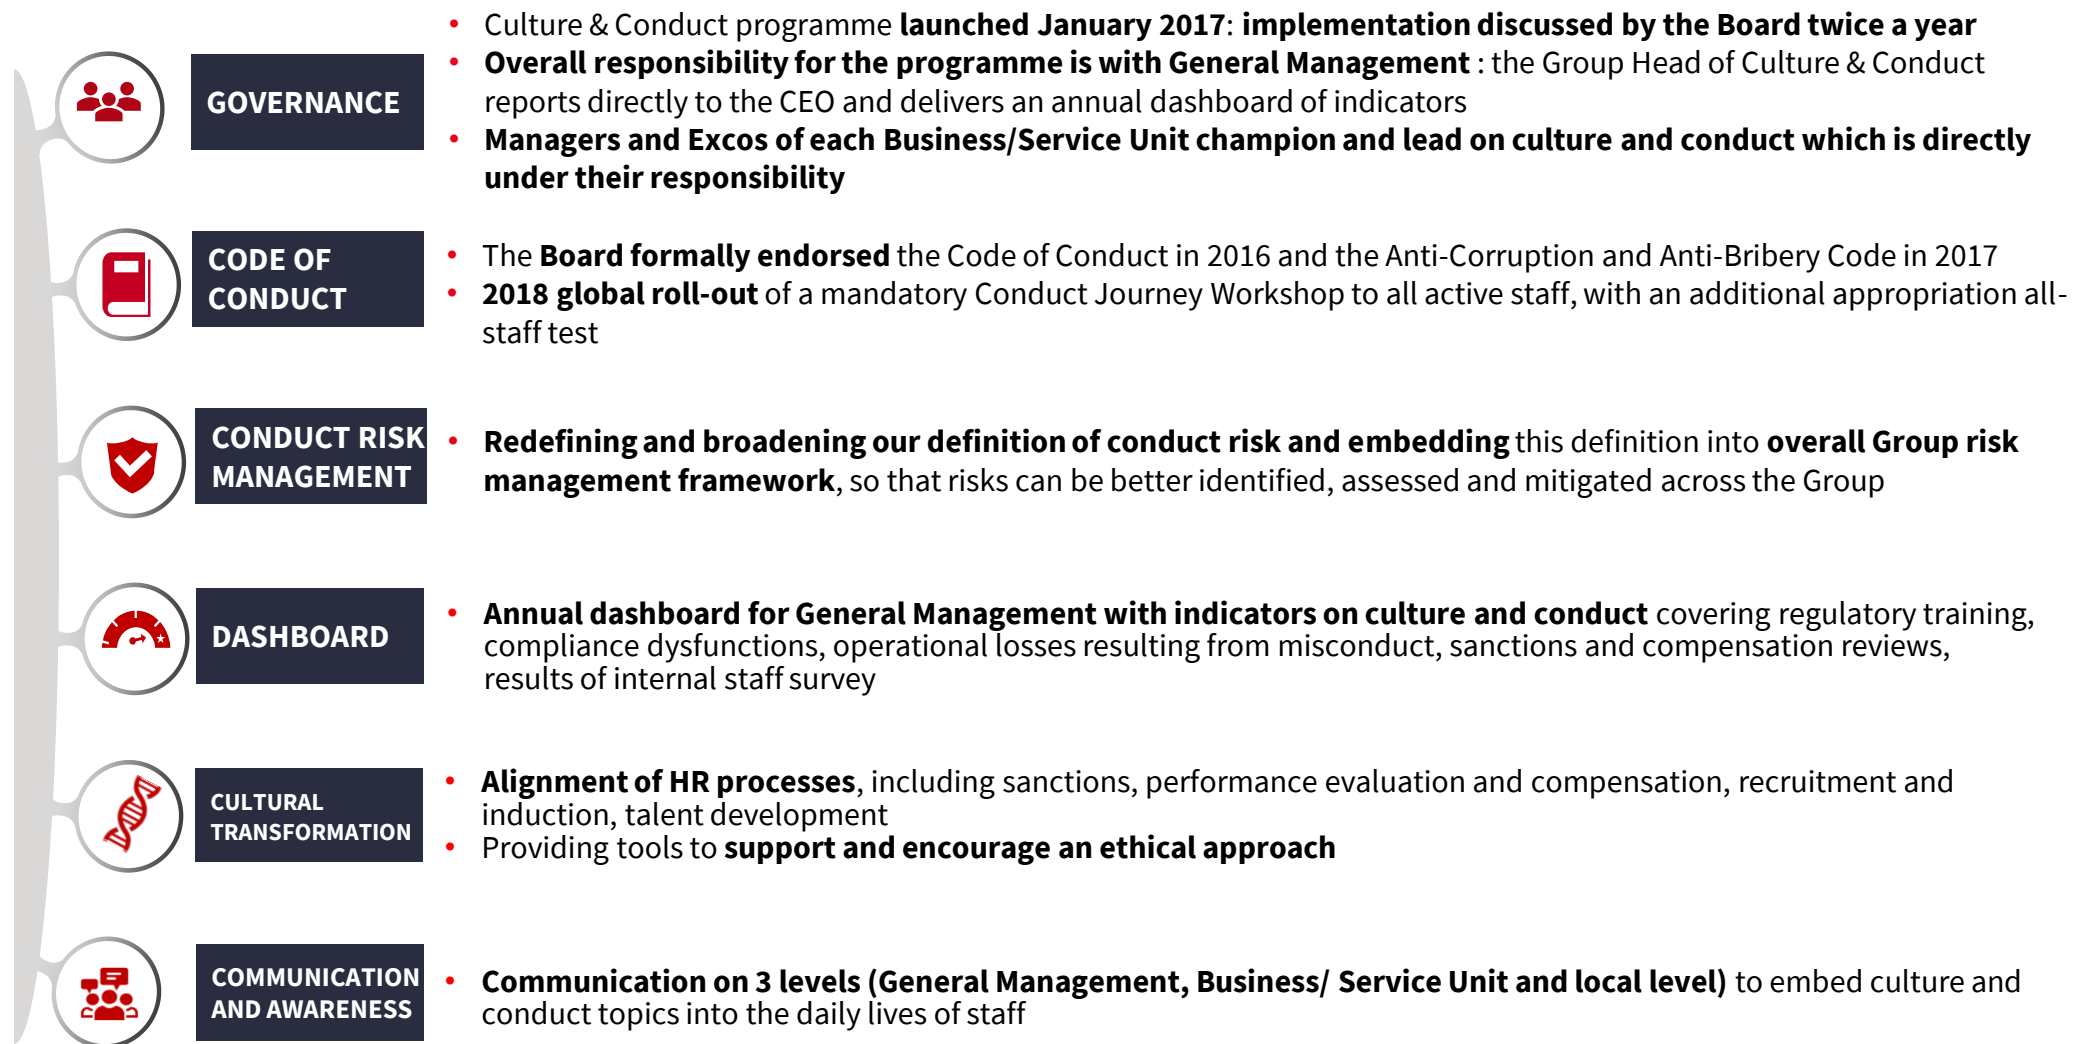 • Culture & Conduct programme launched January 2017: implementation discussed by the Board twice a year
GOVERNANCE
• Overall responsibility for the programme is with General Management : the Group Head of Culture & Conduct
reports directly to the CEO and delivers an annual dashboard of indicators
• Managers and Excos of each Business/Service Unit champion and lead on culture and conduct which is directly
under their responsibility
CODE OF
CONDUCT
• The Board formally endorsed the Code of Conduct in 2016 and the Anti-Corruption and Anti-Bribery Code in 2017
• 2018 global roll-out of a mandatory Conduct Journey Workshop to all active staff, with an additional appropriation all-
staff test
CONDUCT RISK
MANAGEMENT
• Redefining and broadening our definition of conduct risk and embedding this definition into overall Group risk
management framework, so that risks can be better identified, assessed and mitigated across the Group
DASHBOARD
• Annual dashboard for General Management with indicators on culture and conduct covering regulatory training,
compliance dysfunctions, operational losses resulting from misconduct, sanctions and compensation reviews,
results of internal staff survey
CULTURAL
TRANSFORMATION
• Alignment of HR processes, including sanctions, performance evaluation and compensation, recruitment and
induction, talent development
• Providing tools to support and encourage an ethical approach
COMMUNICATION
AND AWARENESS
• Communication on 3 levels (General Management, Business/ Service Unit and local level) to embed culture and
conduct topics into the daily lives of staff